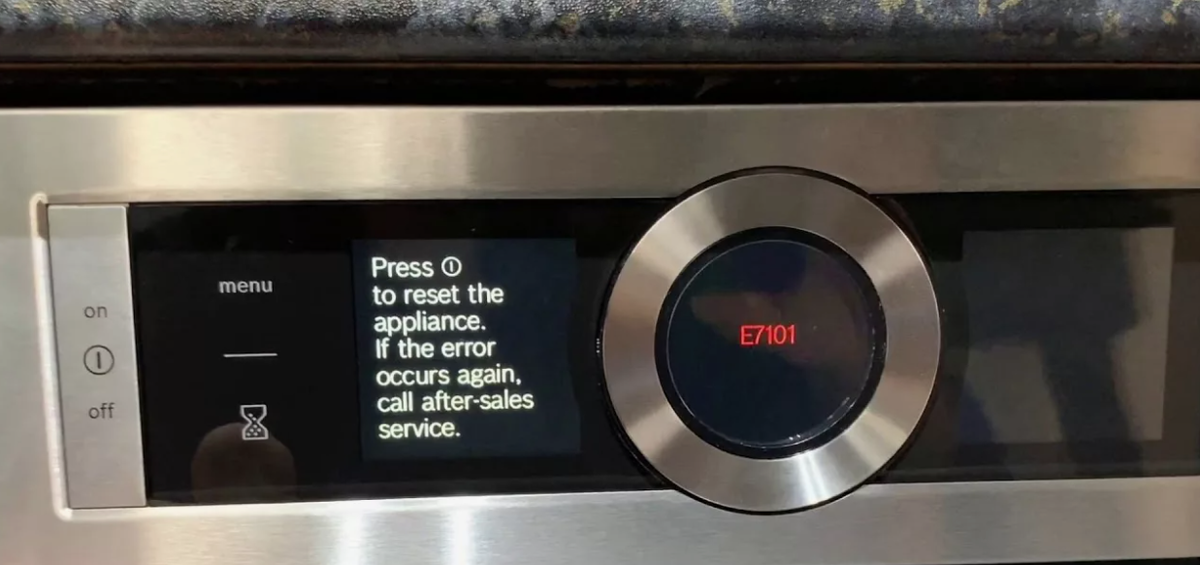 on
off
menu
Press
to reset the
appliance.
If the error
occurs again,
call after-sales
service.
E7101